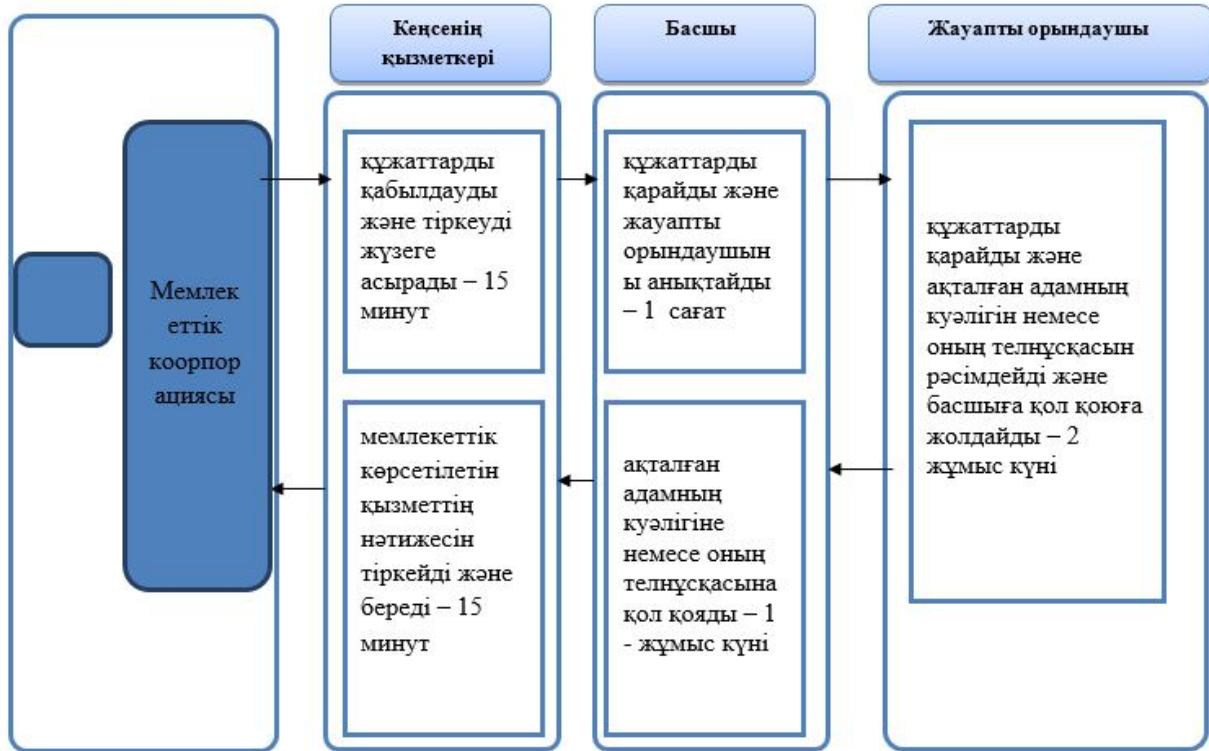 Кеңсенің
қызметкері
Басшы
Жауапты орындаушы
Мемлек
еттік
коорпор
ациясы
құжаттарды
қабылдауды
және тіркеуді
жүзеге
асырады – 15
минут
құжаттарды
қарайды және
жауапты
орындаушын
ы анықтайды
– 1 сағат
құжаттарды
қарайды және
ақталған адамның
куәлігін немесе
оның телнұсқасын
рәсімдейді және
басшыға қол қоюға
жолдайды – 2
жұмыс күні
мемлекеттік
көрсетілетін
қызметтің
нәтижесін
тіркейді және
береді – 15
минут
ақталған
адамның
куәлігіне
немесе оның
телнұсқасына
қол қояды – 1
- жұмыс күні